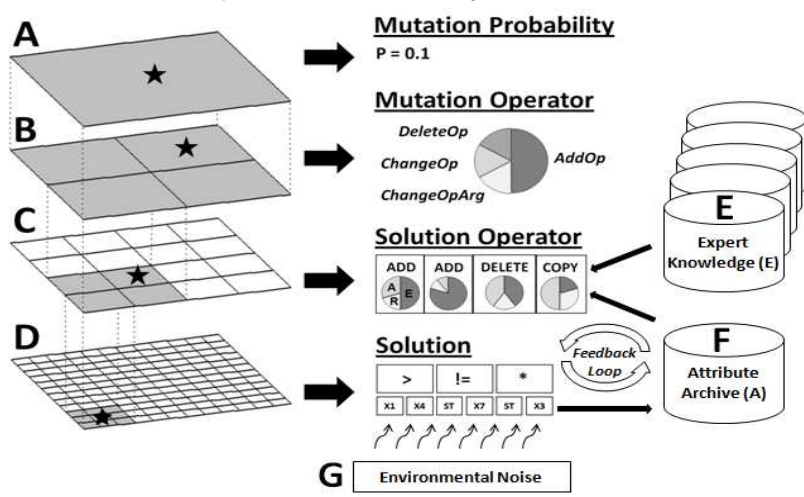 A
Mutation Probability
P = 0.1
B
Mutation Operator
DeleteOp
ChangeOp
ChangeOpArg
AddOp
C
Solution Operator
ADD ADD DELETE COPY
A
R
E
E
Expert
Knowledge (E)
D
Solution
> != *
X1 X4 ST X7 ST X3
Feedback
Loop
F
Attribute
Archive (A)
G
Environmental Noise